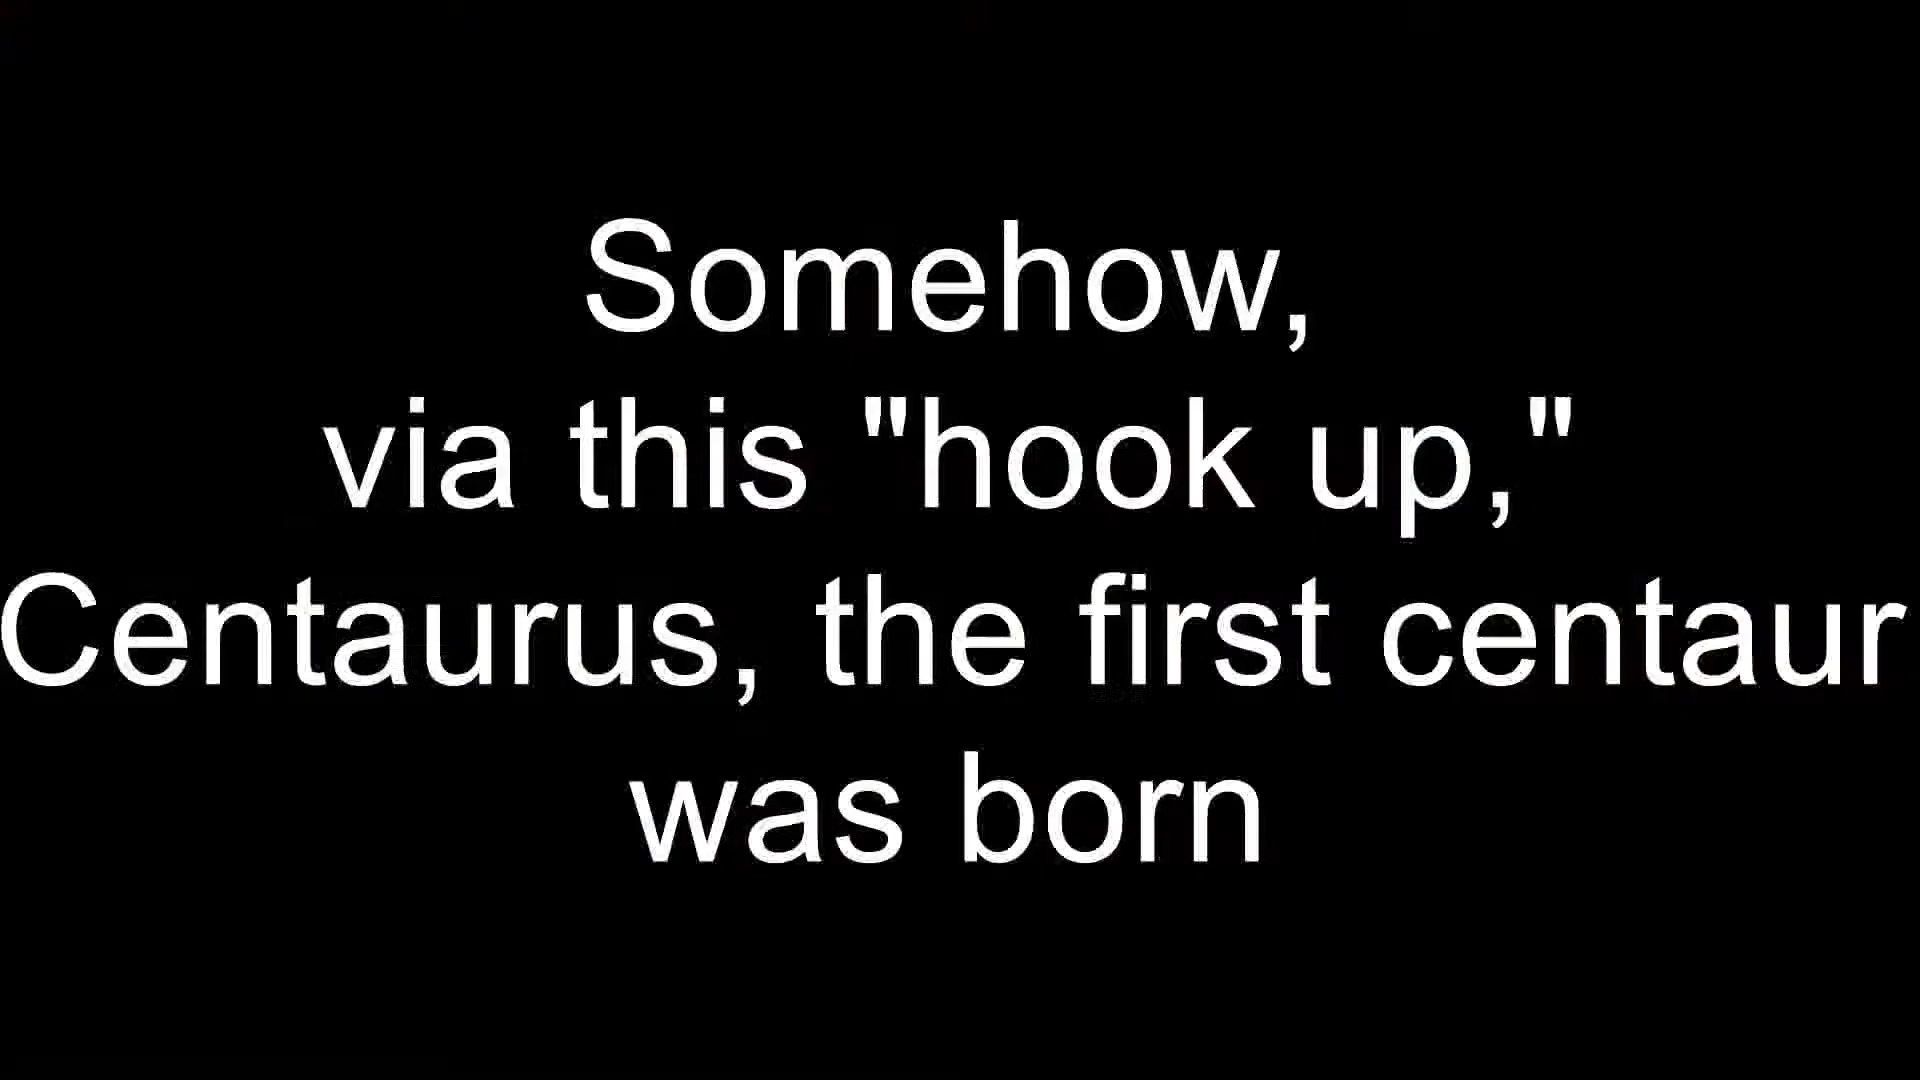 Somehow,
via this "hook up,"
Centaurus, the first centaur
was born